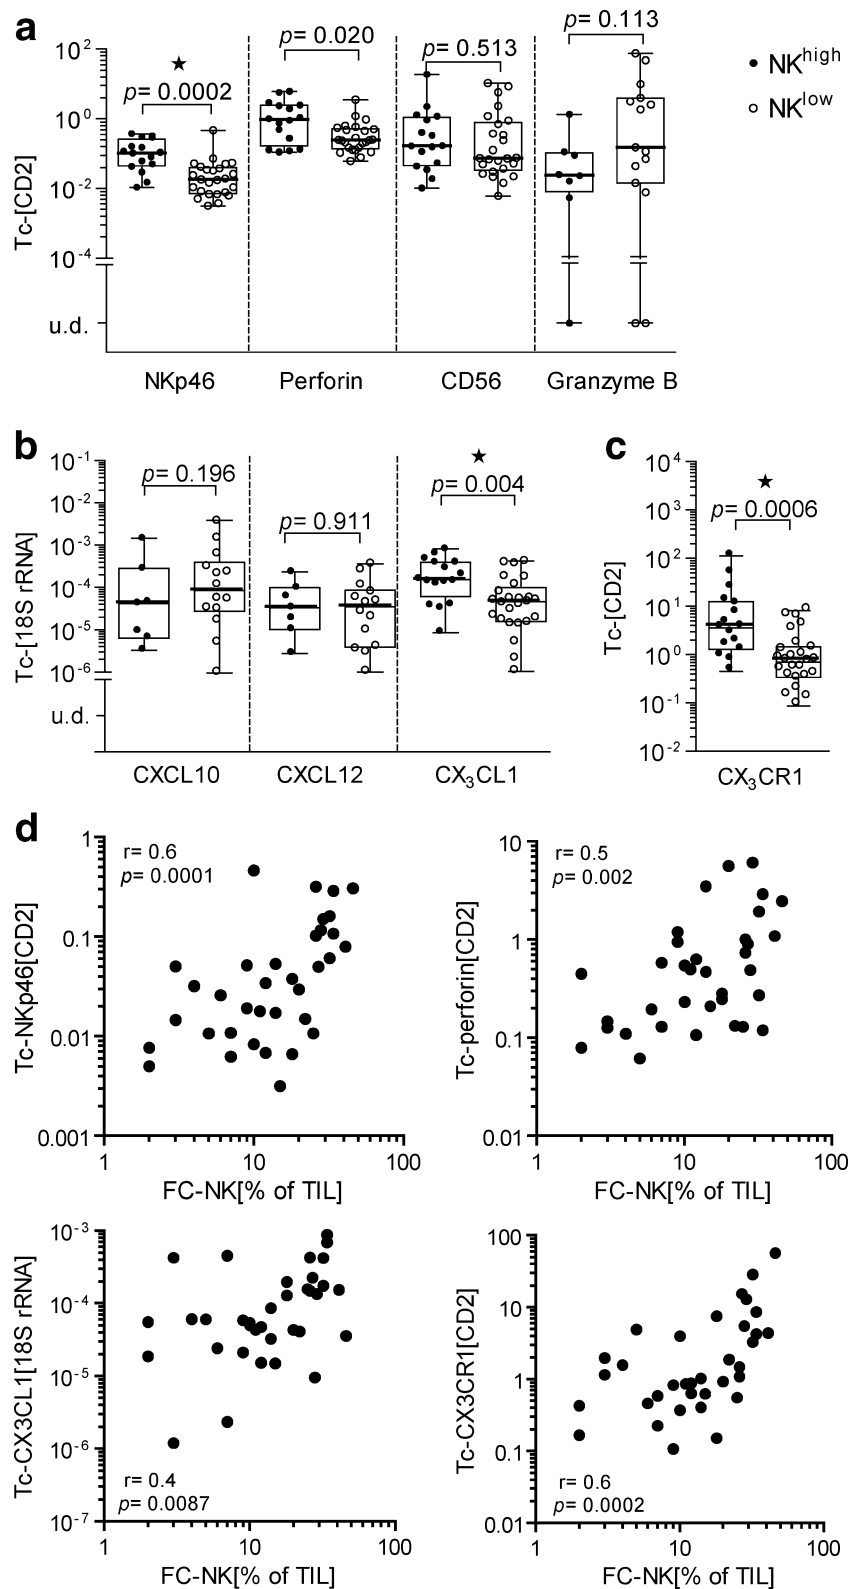 a
NK^high
NK^low
Tc-[CD2]
10^2
10^0
10^-2
10^-4
u.d.
★
p= 0.0002
p= 0.020
p= 0.513
p= 0.113
NKp46 Perforin CD56 Granzyme B
b
Tc-[18S rRNA]
10^-1
10^-2
10^-3
10^-4
10^-5
10^-6
u.d.
p= 0.196
p= 0.911
★
p= 0.004
CXCL10 CXCL12 CX₃CL1
c
Tc-[CD2]
10^4
10^3
10^2
10^1
10^0
10^-1
10^-2
★
p= 0.0006
CX₃CR1
d
Tc-NKp46[CD2]
1
0.1
0.01
0.001
r= 0.6
p= 0.0001
1 10 100
FC-NK[% of TIL]
Tc-perforin[CD2]
10
1
0.1
0.01
r= 0.5
p= 0.002
1 10 100
FC-NK[% of TIL]
Tc-CX3CL1[18S rRNA]
10^-3
10^-4
10^-5
10^-6
10^-7
r= 0.4
p= 0.0087
1 10 100
FC-NK[% of TIL]
Tc-CX3CR1[CD2]
100
10
1
0.1
0.01
r= 0.6
p= 0.0002
1 10 100
FC-NK[% of TIL]